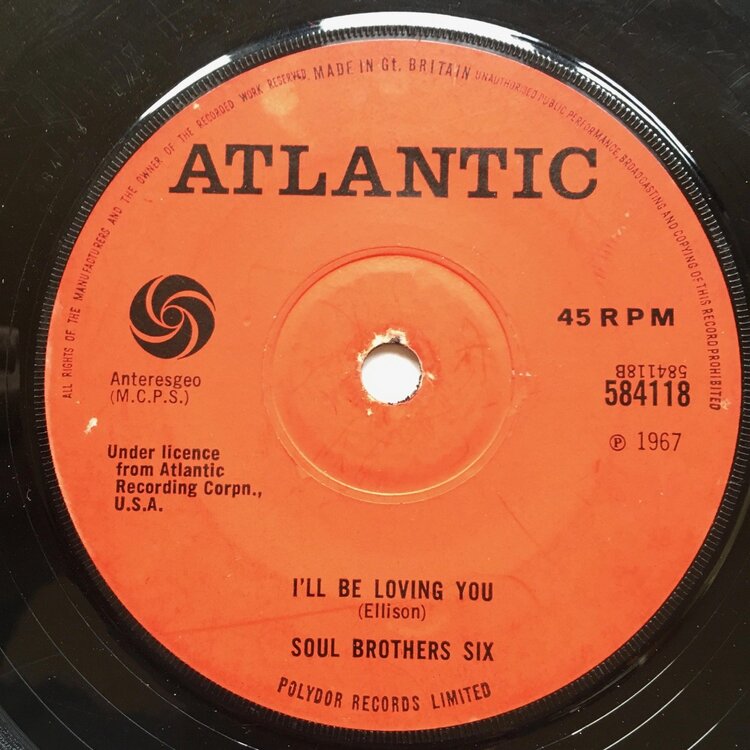 ALL RIGHTS OF THE MANUFACTURERS AND THE OWNER OF THE RECORDED WORK RESERVED. MADE IN Gt. BRITAIN UNAUTHORISED PUBLIC PERFORMANCE, BROADCASTING AND COPYING OF THIS RECORD PROHIBITED
ATLANTIC
45 RPM
Anteresgeo
(M.C.P.S.)
584118B
584118
℗ 1967
Under licence
from Atlantic
Recording Corpn.,
U.S.A.
I'LL BE LOVING YOU
(Ellison)
SOUL BROTHERS SIX
POLYDOR RECORDS LIMITED